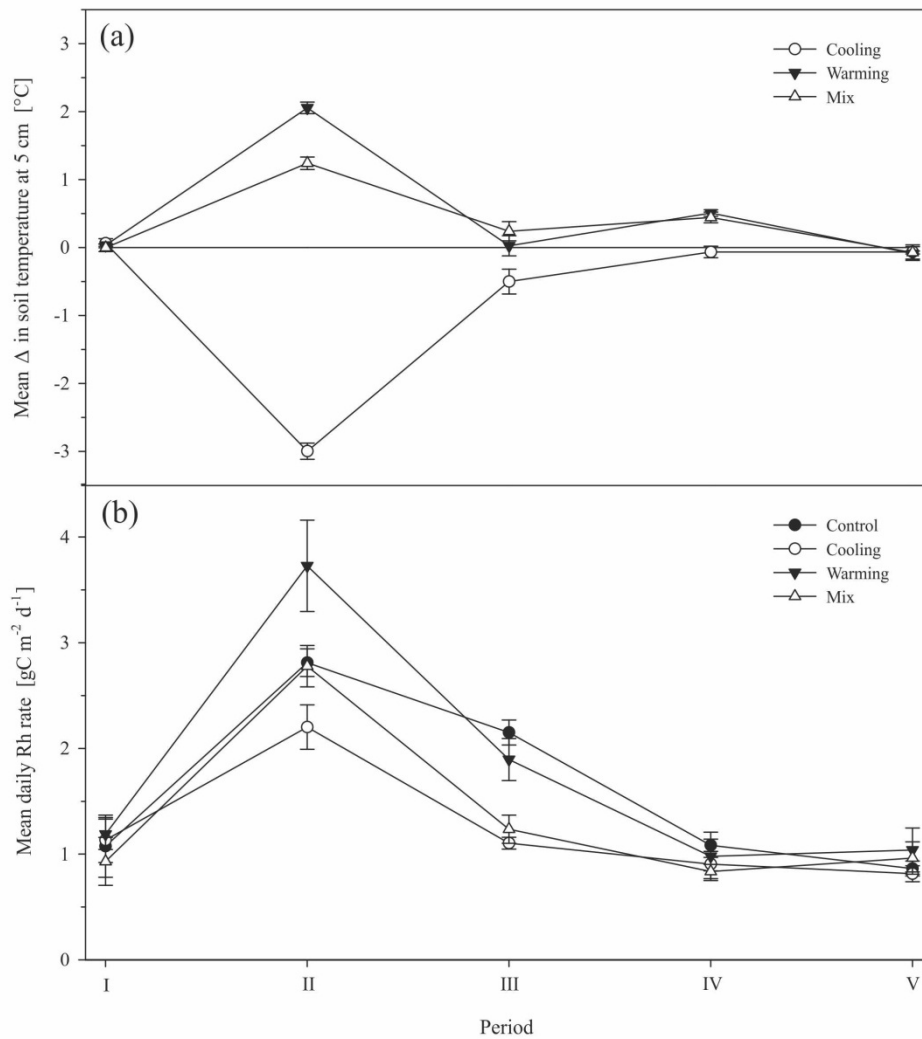 (a)
Cooling
Warming
Mix
3
2
1
0
-1
-2
-3
Mean Δ in soil temperature at 5 cm [°C]
(b)
Control
Cooling
Warming
Mix
4
3
2
1
0
Mean daily Rh rate [gC m⁻² d⁻¹]
I II III IV V
Period